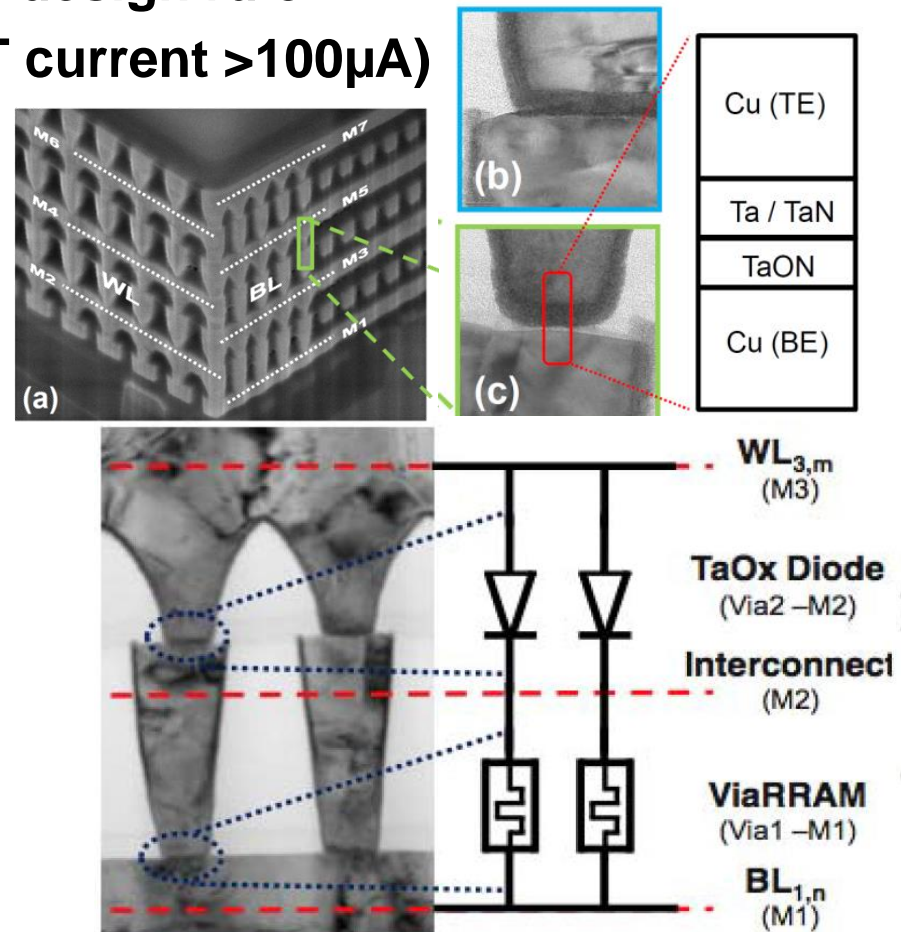 current >100µA)
M6
M4
M2
WL
BL
M7
M5
M3
M1
(a)
(b)
(c)
Cu (TE)
Ta / TaN
TaON
Cu (BE)
WL3,m
(M3)
TaOx Diode
(Via2 –M2)
Interconnect
(M2)
ViaRRAM
(Via1 –M1)
BL1,n
(M1)